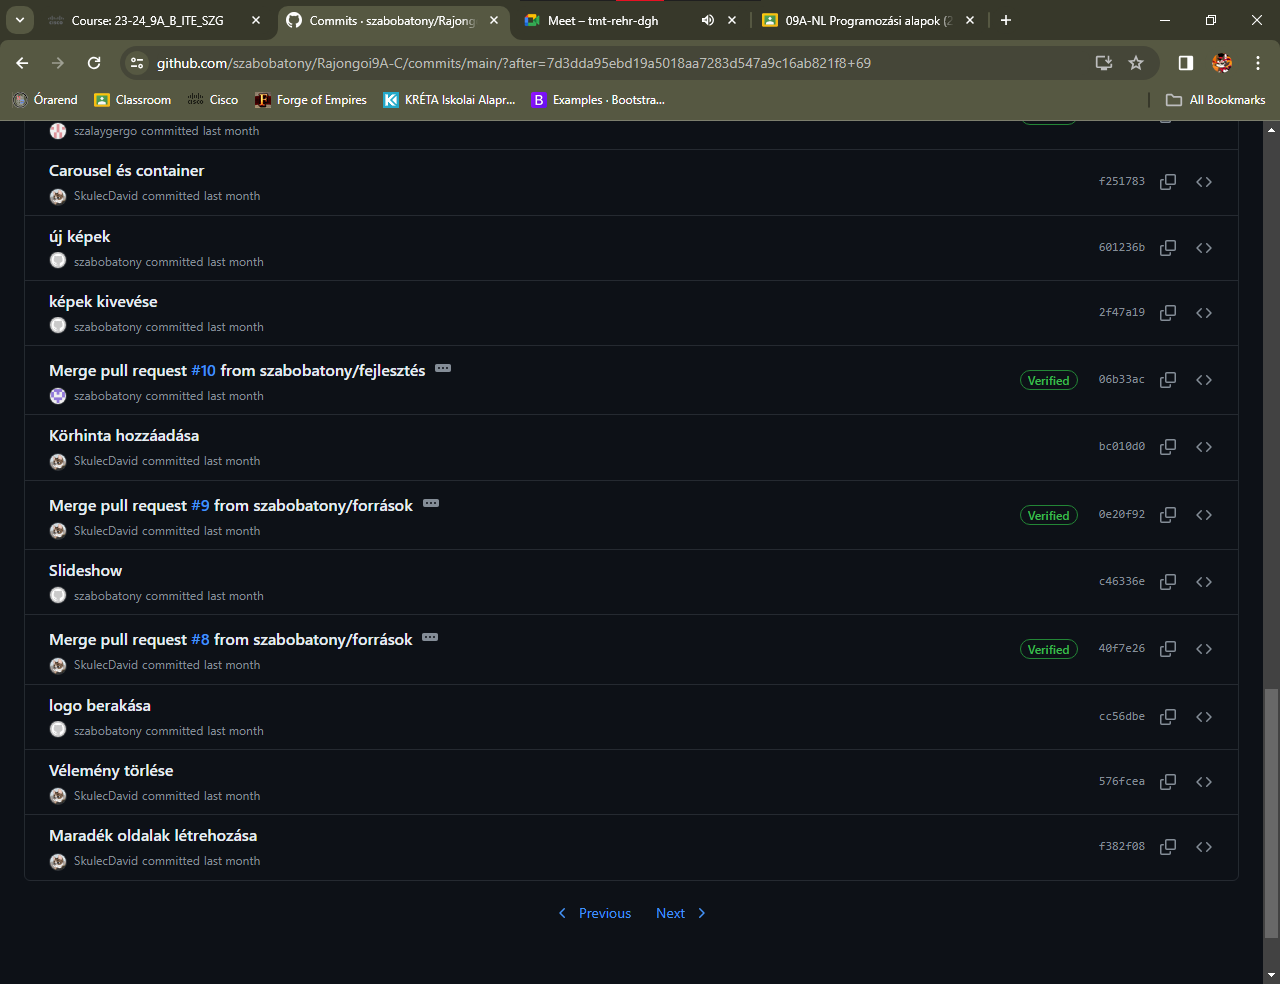 Course: 23-24_9A_B_ITE_SZG
Commits · szabobatony/Rajong
Meet – tmt-rehr-dgh
09A-NL Programozási alapok (2
github.com/szabobatony/Rajongoi9A-C/commits/main/?after=7d3dda95ebd19a5018aa7283d547a9c16ab821f8+69
Órarend
Classroom
Cisco
Forge of Empires
KRÉTA Iskolai Alapr...
Examples · Bootstra...
All Bookmarks
szalaygergo committed last month
Carousel és container
SkulecDavid committed last month
f251783
új képek
szabobatony committed last month
601236b
képek kivevése
szabobatony committed last month
2f47a19
Merge pull request #10 from szabobatony/fejlesztés
szabobatony committed last month
Verified
06b33ac
Körhinta hozzáadása
SkulecDavid committed last month
bc010d0
Merge pull request #9 from szabobatony/források
SkulecDavid committed last month
Verified
0e20f92
Slideshow
szabobatony committed last month
c46336e
Merge pull request #8 from szabobatony/források
SkulecDavid committed last month
Verified
40f7e26
logo berakása
szabobatony committed last month
cc56dbe
Vélemény törlése
SkulecDavid committed last month
576fcea
Maradék oldalak létrehozása
SkulecDavid committed last month
f382f08
Previous
Next